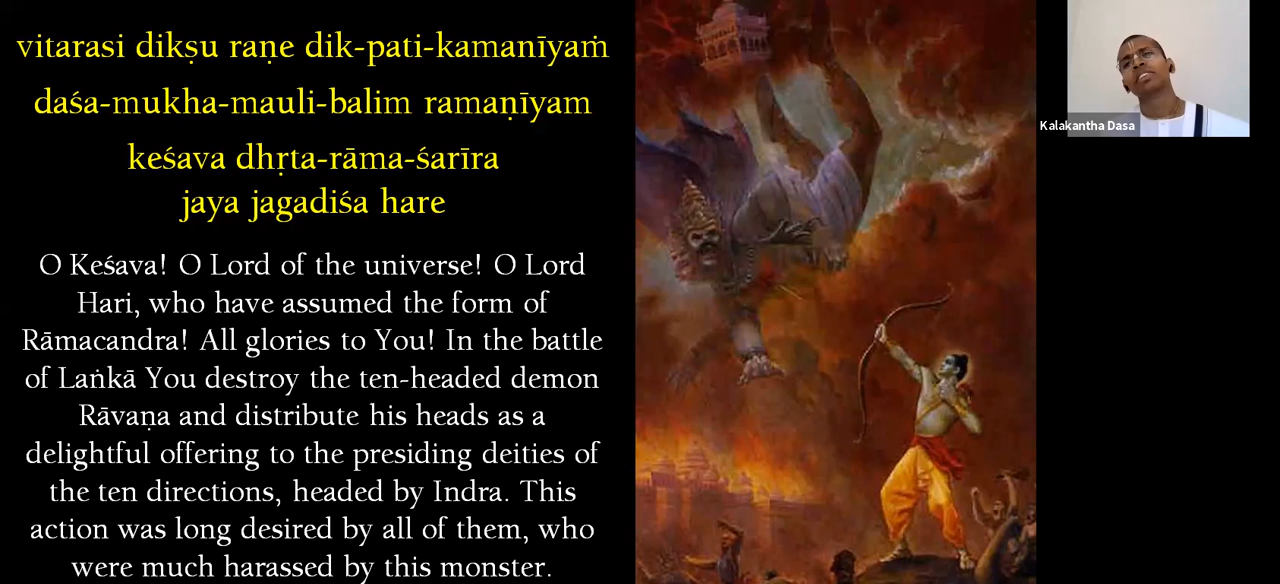 vitarasi dikṣu raṇe dik-pati-kamanīyaṁ
daśa-mukha-mauli-balim ramaṇīyam
keśava dhṛta-rāma-śarīra
jaya jagadiśa hare
O Keśava! O Lord of the universe! O Lord
Hari, who have assumed the form of
Rāmacandra! All glories to You! In the battle
of Laṅkā You destroy the ten-headed demon
Rāvaṇa and distribute his heads as a
delightful offering to the presiding deities of
the ten directions, headed by Indra. This
action was long desired by all of them, who
were much harassed by this monster.
Kalakantha Dasa